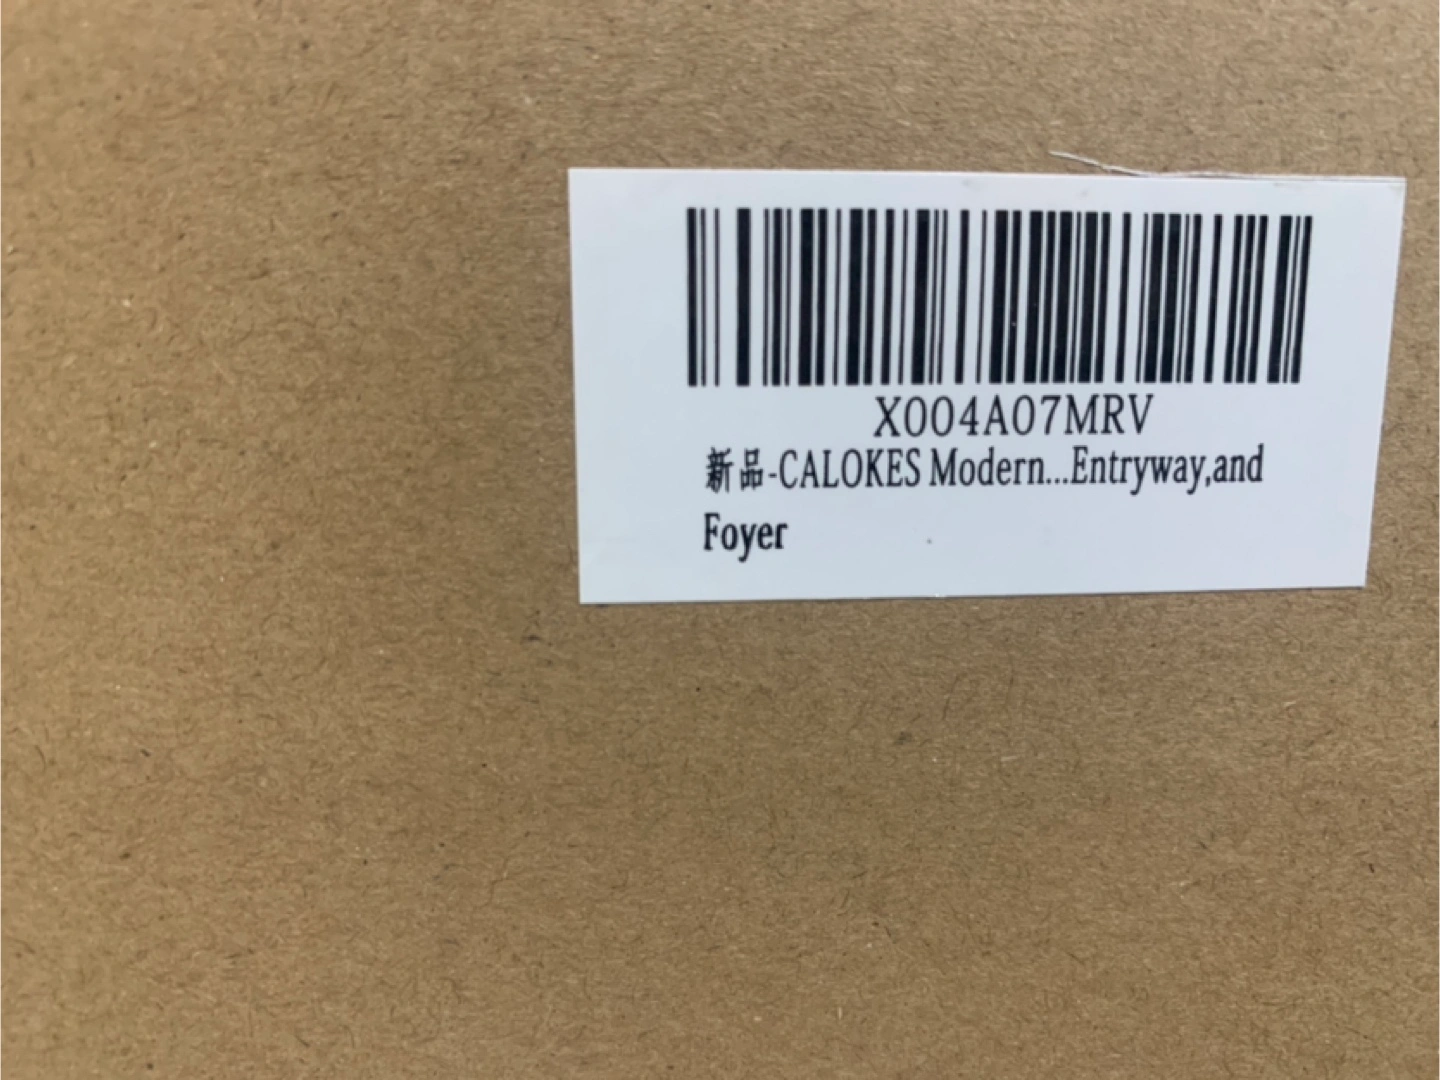 X004A07MRV
新品-CALOKES Modern...Entryway,and
Foyer